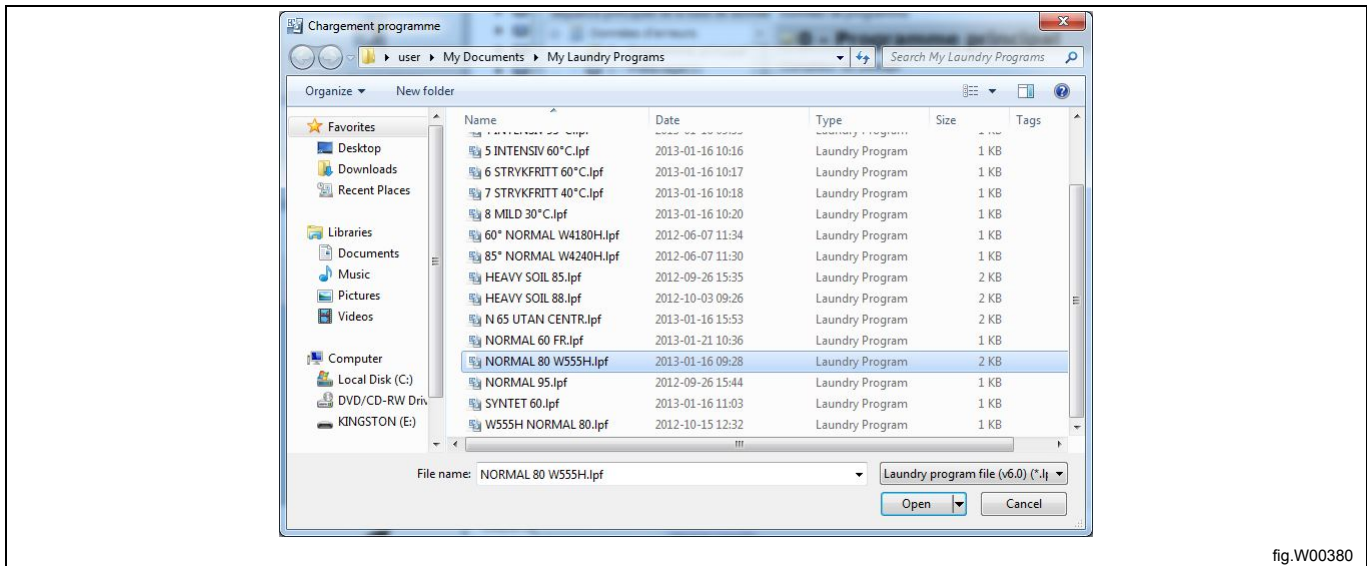 Chargement programme
0 - Programme principal
user My Documents My Laundry Programs Search My Laundry Programs
Organize New folder
Name Date Type Size Tags
Favorites
Desktop
Downloads
Recent Places
Libraries
Documents
Music
Pictures
Videos
Computer
Local Disk (C:)
DVD/CD-RW Driv
KINGSTON (E:)
5 INTENSIV 60°C.lpf 2013-01-16 10:16 Laundry Program 1 KB
6 STRYKFRITT 60°C.lpf 2013-01-16 10:17 Laundry Program 1 KB
7 STRYKFRITT 40°C.lpf 2013-01-16 10:18 Laundry Program 1 KB
8 MILD 30°C.lpf 2013-01-16 10:20 Laundry Program 1 KB
60° NORMAL W4180H.lpf 2012-06-07 11:34 Laundry Program 1 KB
85° NORMAL W4240H.lpf 2012-06-07 11:30 Laundry Program 1 KB
HEAVY SOIL 85.lpf 2012-09-26 15:35 Laundry Program 2 KB
HEAVY SOIL 88.lpf 2012-10-03 09:26 Laundry Program 2 KB
N 65 UTAN CENTR.lpf 2013-01-16 15:53 Laundry Program 2 KB
NORMAL 60 FR.lpf 2013-01-21 10:36 Laundry Program 1 KB
NORMAL 80 W555H.lpf 2013-01-16 09:28 Laundry Program 2 KB
NORMAL 95.lpf 2012-09-26 15:44 Laundry Program 1 KB
SYNTET 60.lpf 2013-01-16 11:03 Laundry Program 1 KB
W555H NORMAL 80.lpf 2012-10-15 12:32 Laundry Program 1 KB
File name: NORMAL 80 W555H.lpf Laundry program file (v6.0) (*.lp
Open Cancel
fig.W00380